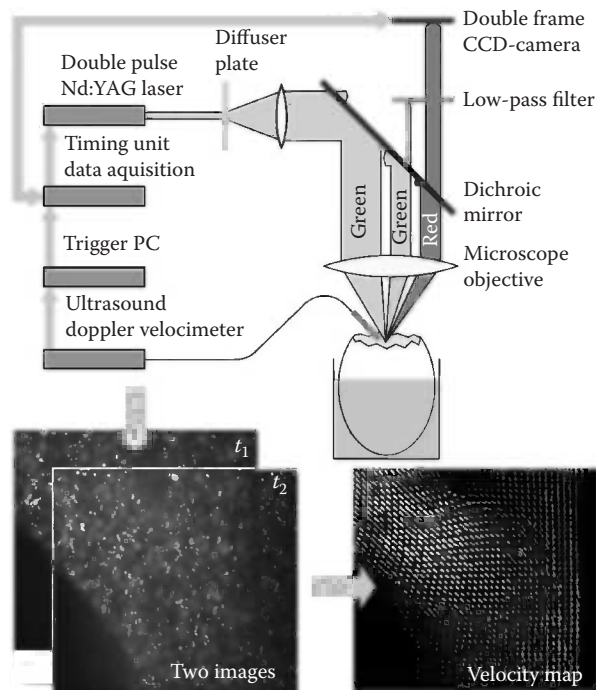 Double frame
CCD-camera
Diffuser
plate
Double pulse
Nd:YAG laser
Low-pass filter
Timing unit
data aquisition
Dichroic
mirror
Green
Green
Red
Trigger PC
Microscope
objective
Ultrasound
doppler velocimeter
t₁
t₂
Two images
Velocity map